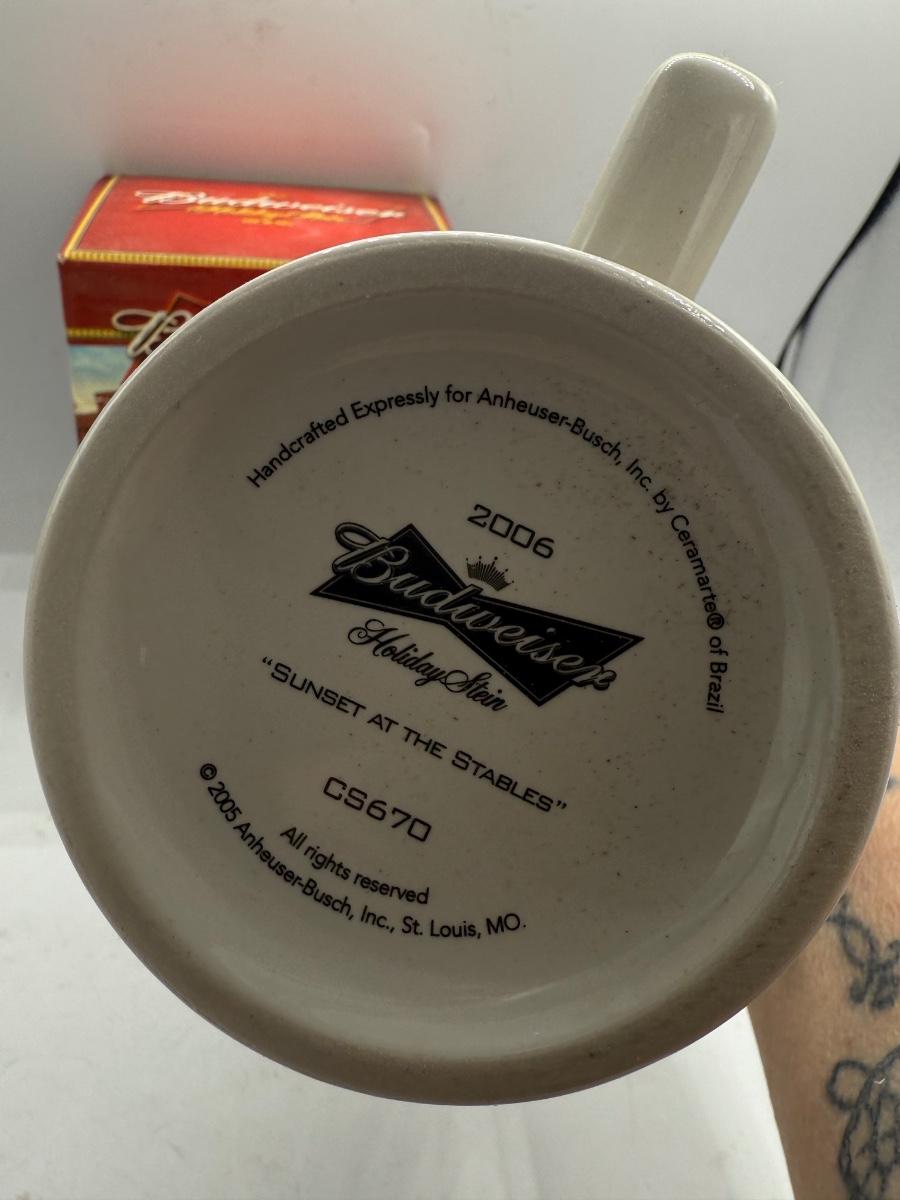 Budweiser
Handcrafted Expressly for Anheuser-Busch, Inc. by Ceramarte® of Brazil
2006
Budweiser
Holiday Stein
“SUNSET AT THE STABLES”
CS670
All rights reserved
© 2005 Anheuser-Busch, Inc., St. Louis, MO.